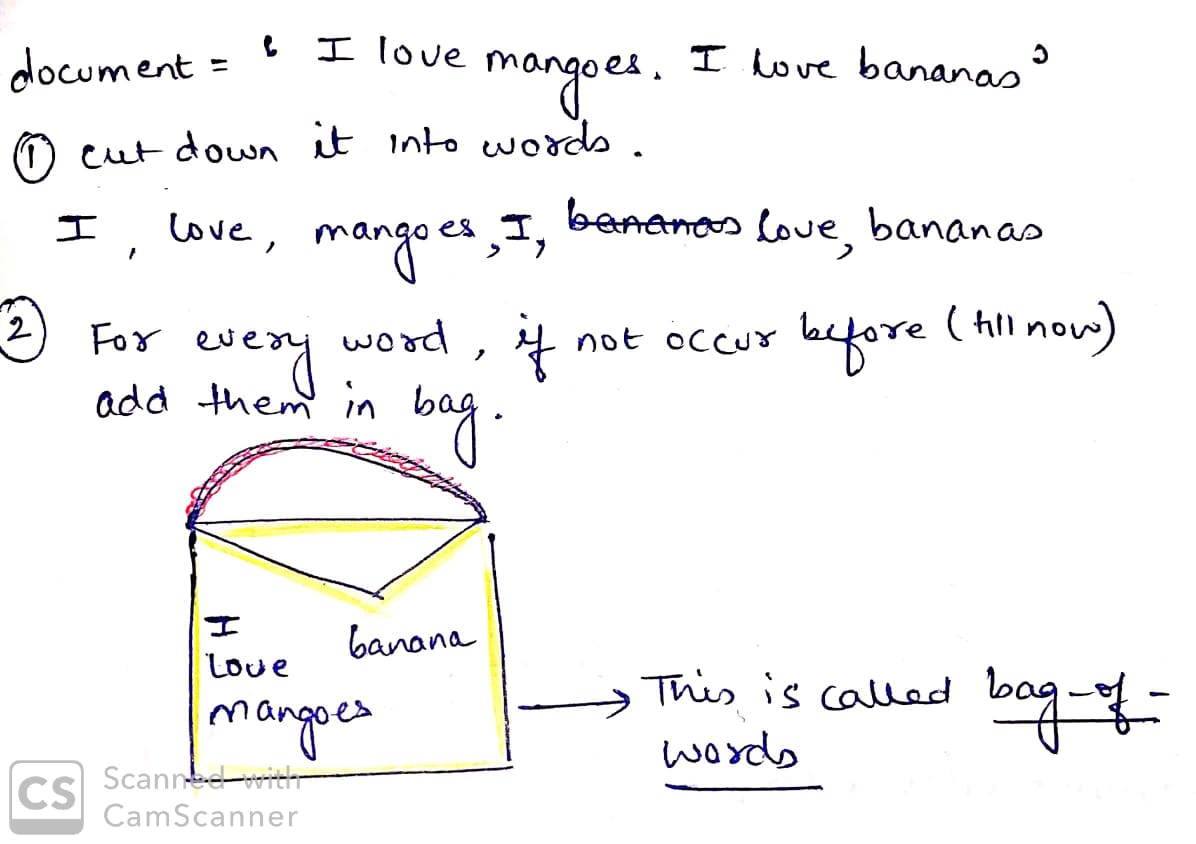 document = ‘ I love mangoes. I love bananas ’
① cut down it into words.
I, love, mangoes, I, bananas love, bananas
② For every word, if not occur before (till now)
add them in bag.
I
love banana
mangoes
→ This is called bag-of-
words
CS Scanned with
CamScanner